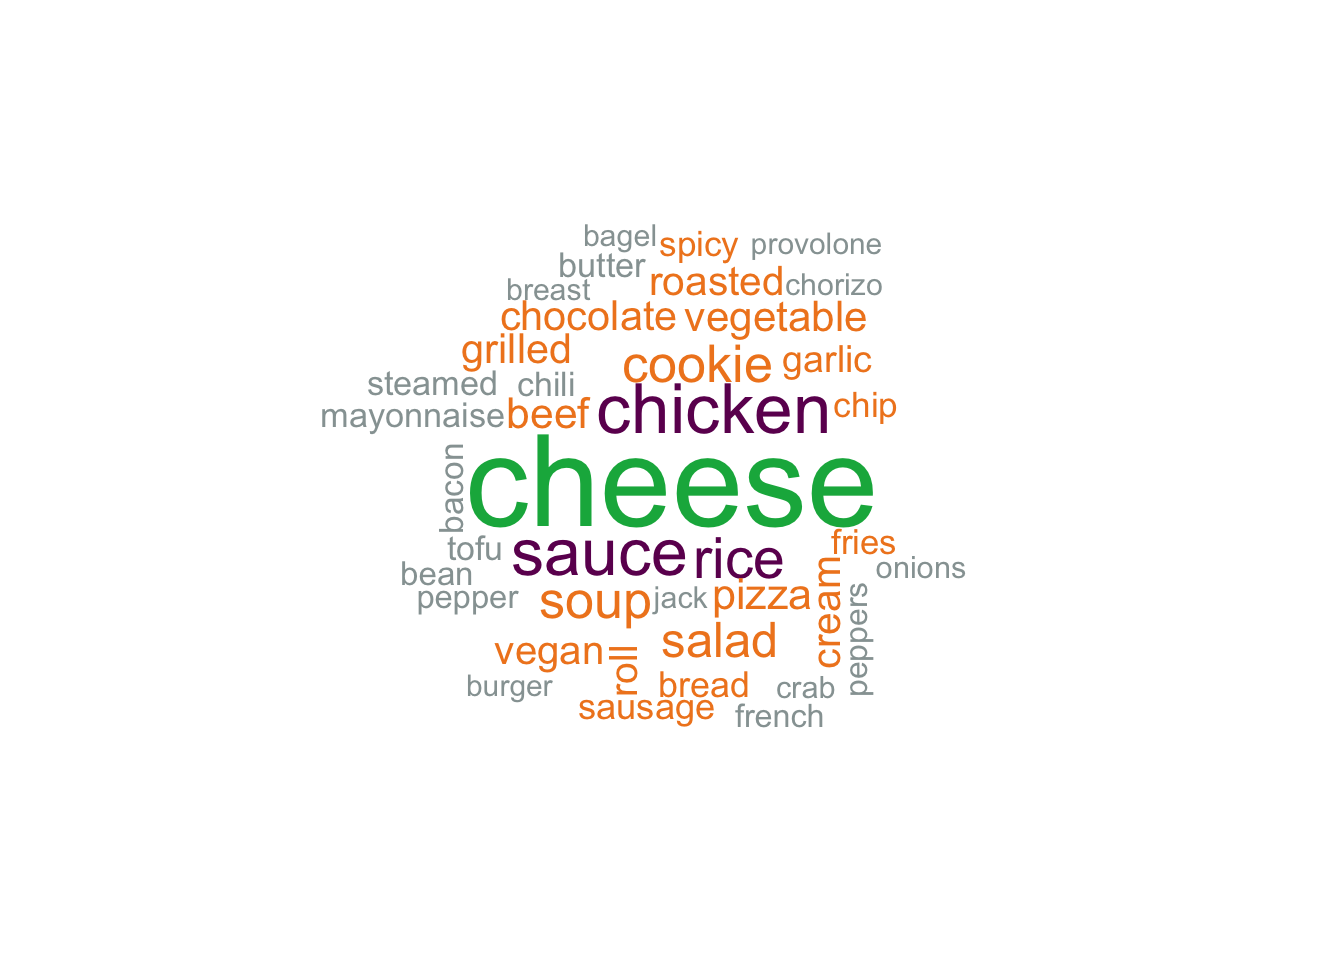 bagel
spicy
provolone
butter
roasted
chorizo
breast
chocolate
vegetable
grilled
cookie
garlic
steamed
chili
mayonnaise
beef
chicken
chip
bacon
cheese
tofu
sauce
rice
fries
bean
onions
pepper
soup
jack
pizza
cream
peppers
vegan
roll
salad
burger
bread
crab
sausage
french